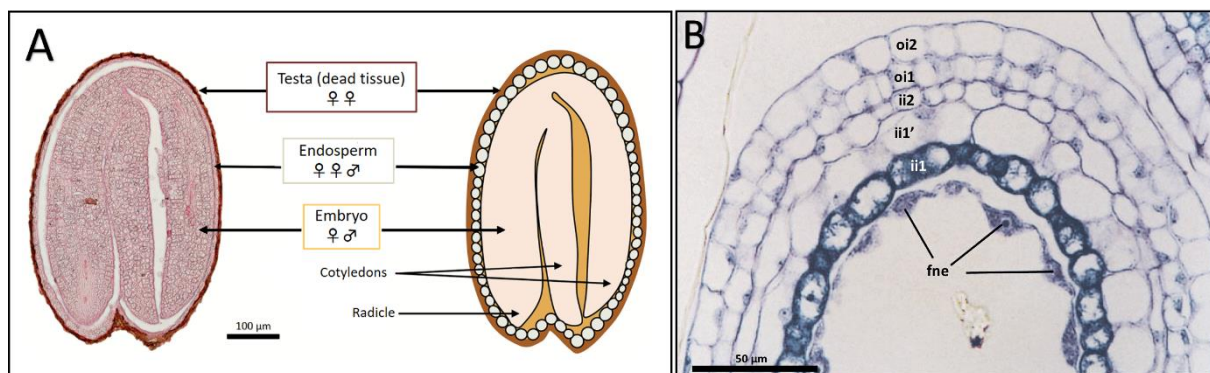 A
Testa (dead tissue)
♀♀
Endosperm
♀♀♂
Embryo
♀♂
Cotyledons
Radicle
100 µm
B
oi2
oi1
ii2
ii1'
ii1
fne
50 µm